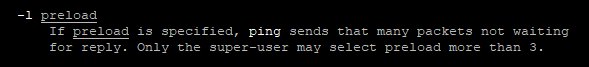 -l preload
If preload is specified, ping sends that many packets not waiting
for reply. Only the super-user may select preload more than 3.